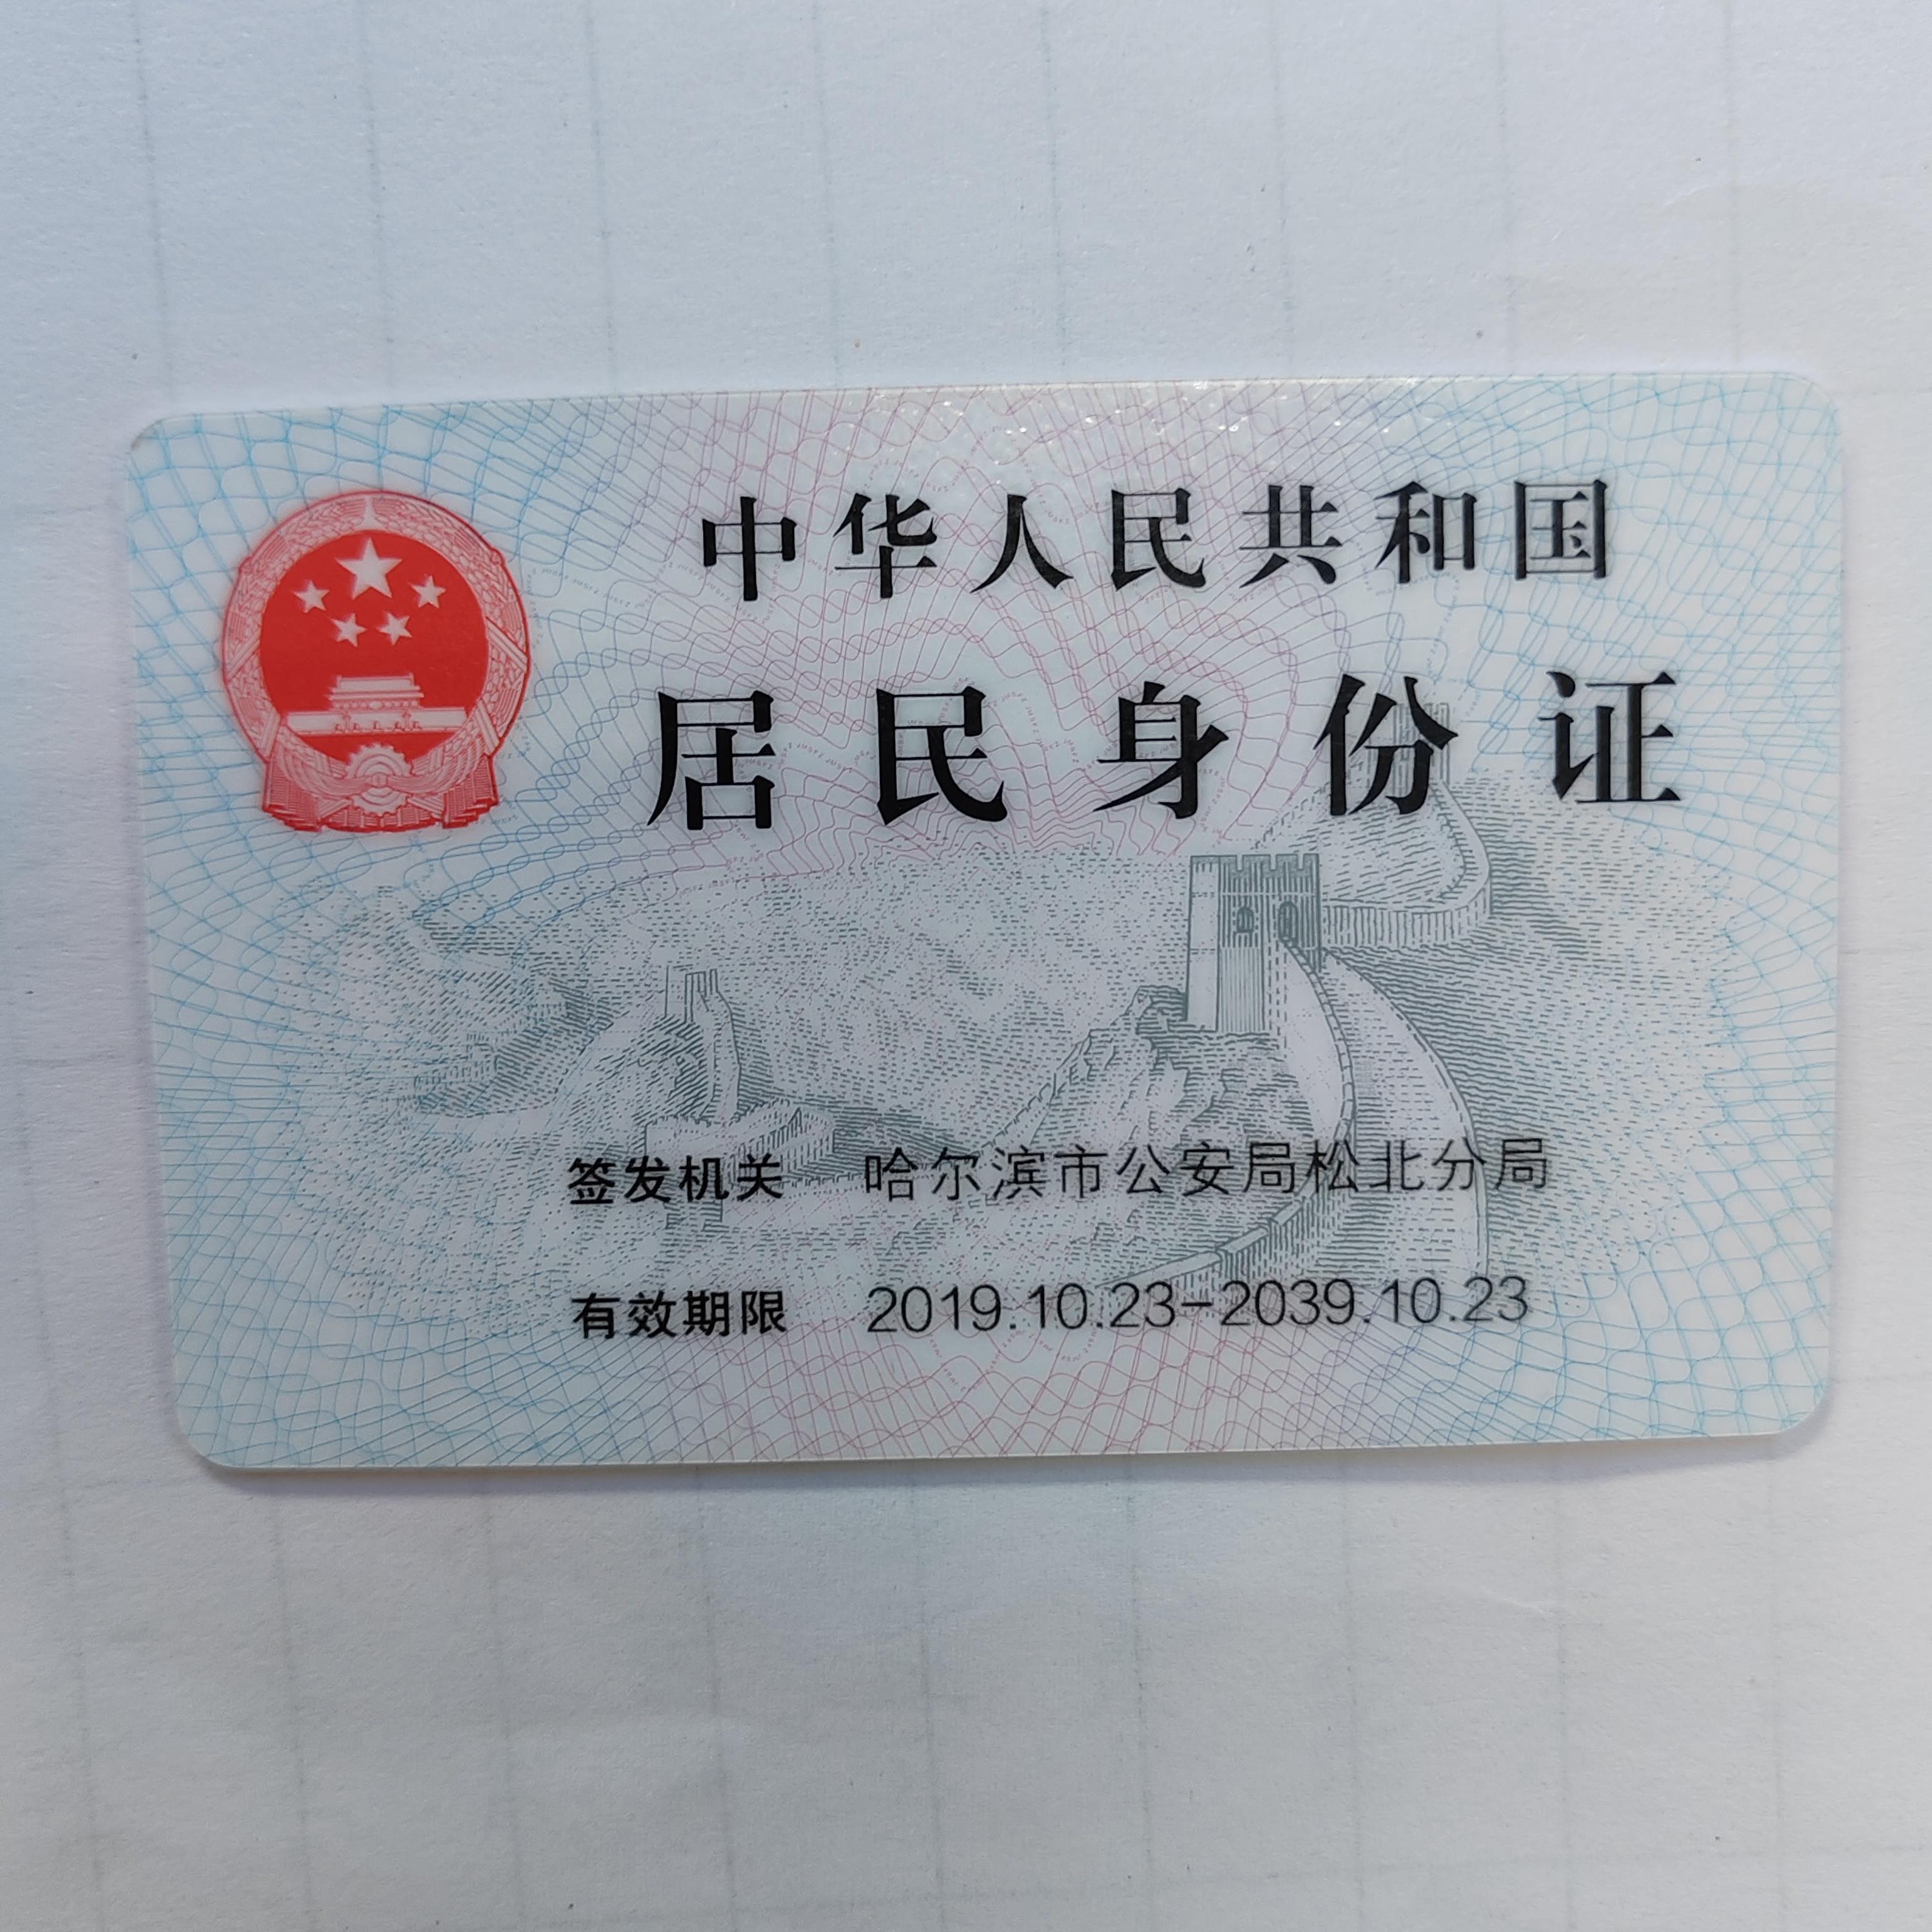 中华人民共和国
居民身份证
签发机关 哈尔滨市公安局松北分局
有效期限 2019.10.23-2039.10.23